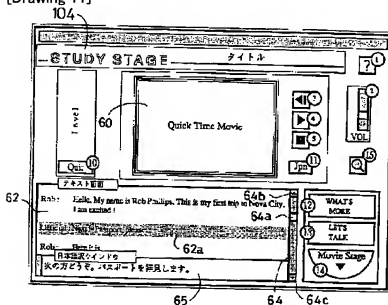 [Drawing 11]
104
STUDY STAGE タイトル
? 1
Level
60
Quick Time Movie
3
4
5
2
VOL
Quit 10
Jpn 11
15
テキスト画面
62
Rob: Hello. My name is Rob Phillips. This is my first trip to Nova City.
I am excited !
64b
64a
12 WHAT'S MORE
13 LET'S TALK
62a
Rob:
日本語ウインドウ
次の方どうぞ。パスポートを拝見します。
Movie Stage
14
65
64
64c